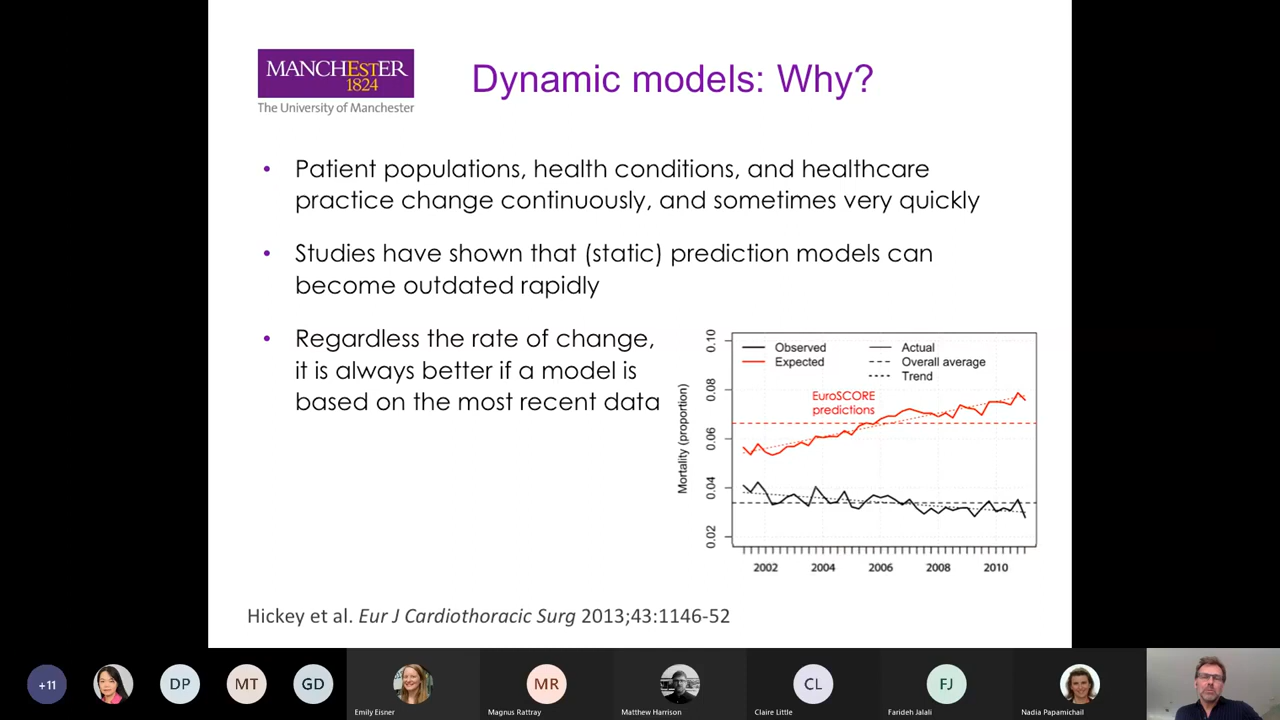 MANCHESTER
1824
The University of Manchester
Dynamic models: Why?
• Patient populations, health conditions, and healthcare
practice change continuously, and sometimes very quickly
• Studies have shown that (static) prediction models can
become outdated rapidly
• Regardless the rate of change,
it is always better if a model is
based on the most recent data
Observed
Expected
Actual
Overall average
Trend
EuroSCORE
predictions
Mortality (proportion)
0.10
0.08
0.06
0.04
0.02
2002 2004 2006 2008 2010
Hickey et al. Eur J Cardiothoracic Surg 2013;43:1146-52
+11 DP MT GD MR CL FJ
Emily Eisner Magnus Rattray Matthew Harrison Claire Little Farideh Jalali Nadia Papamichail